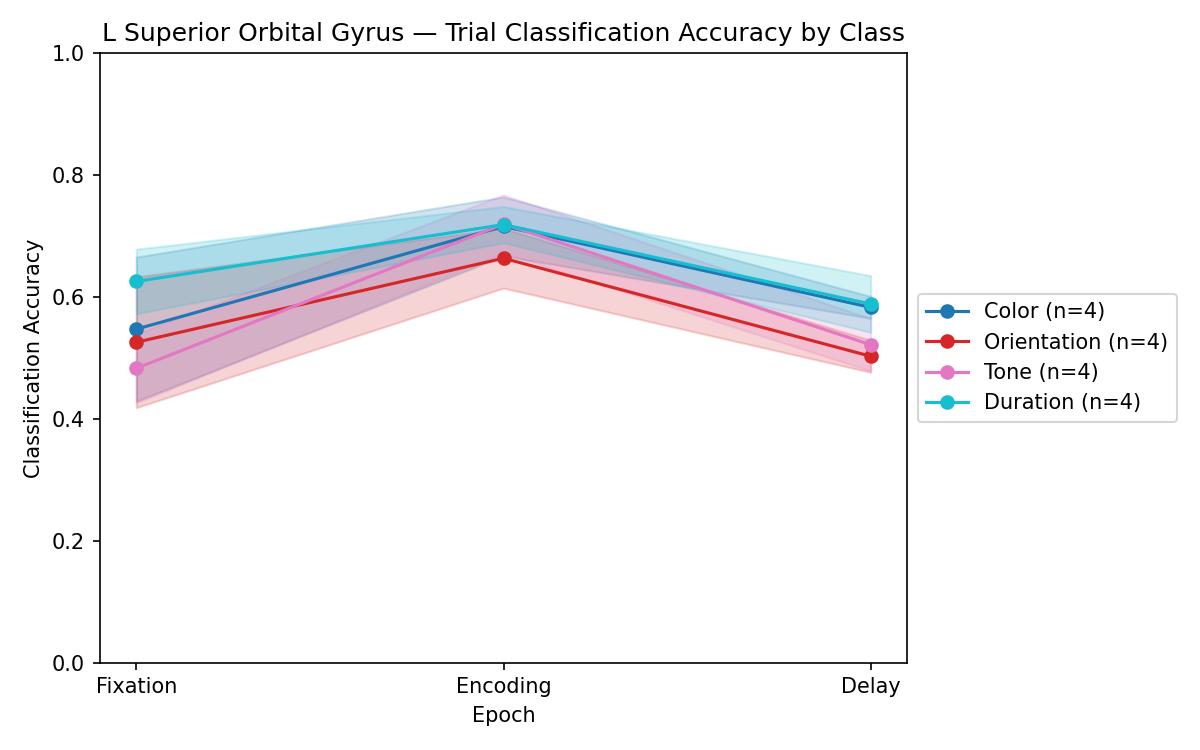 L Superior Orbital Gyrus — Trial Classification Accuracy by Class
1.0
0.8
0.6
0.4
0.2
0.0
Classification Accuracy
Fixation
Encoding
Delay
Epoch
Color (n=4)
Orientation (n=4)
Tone (n=4)
Duration (n=4)